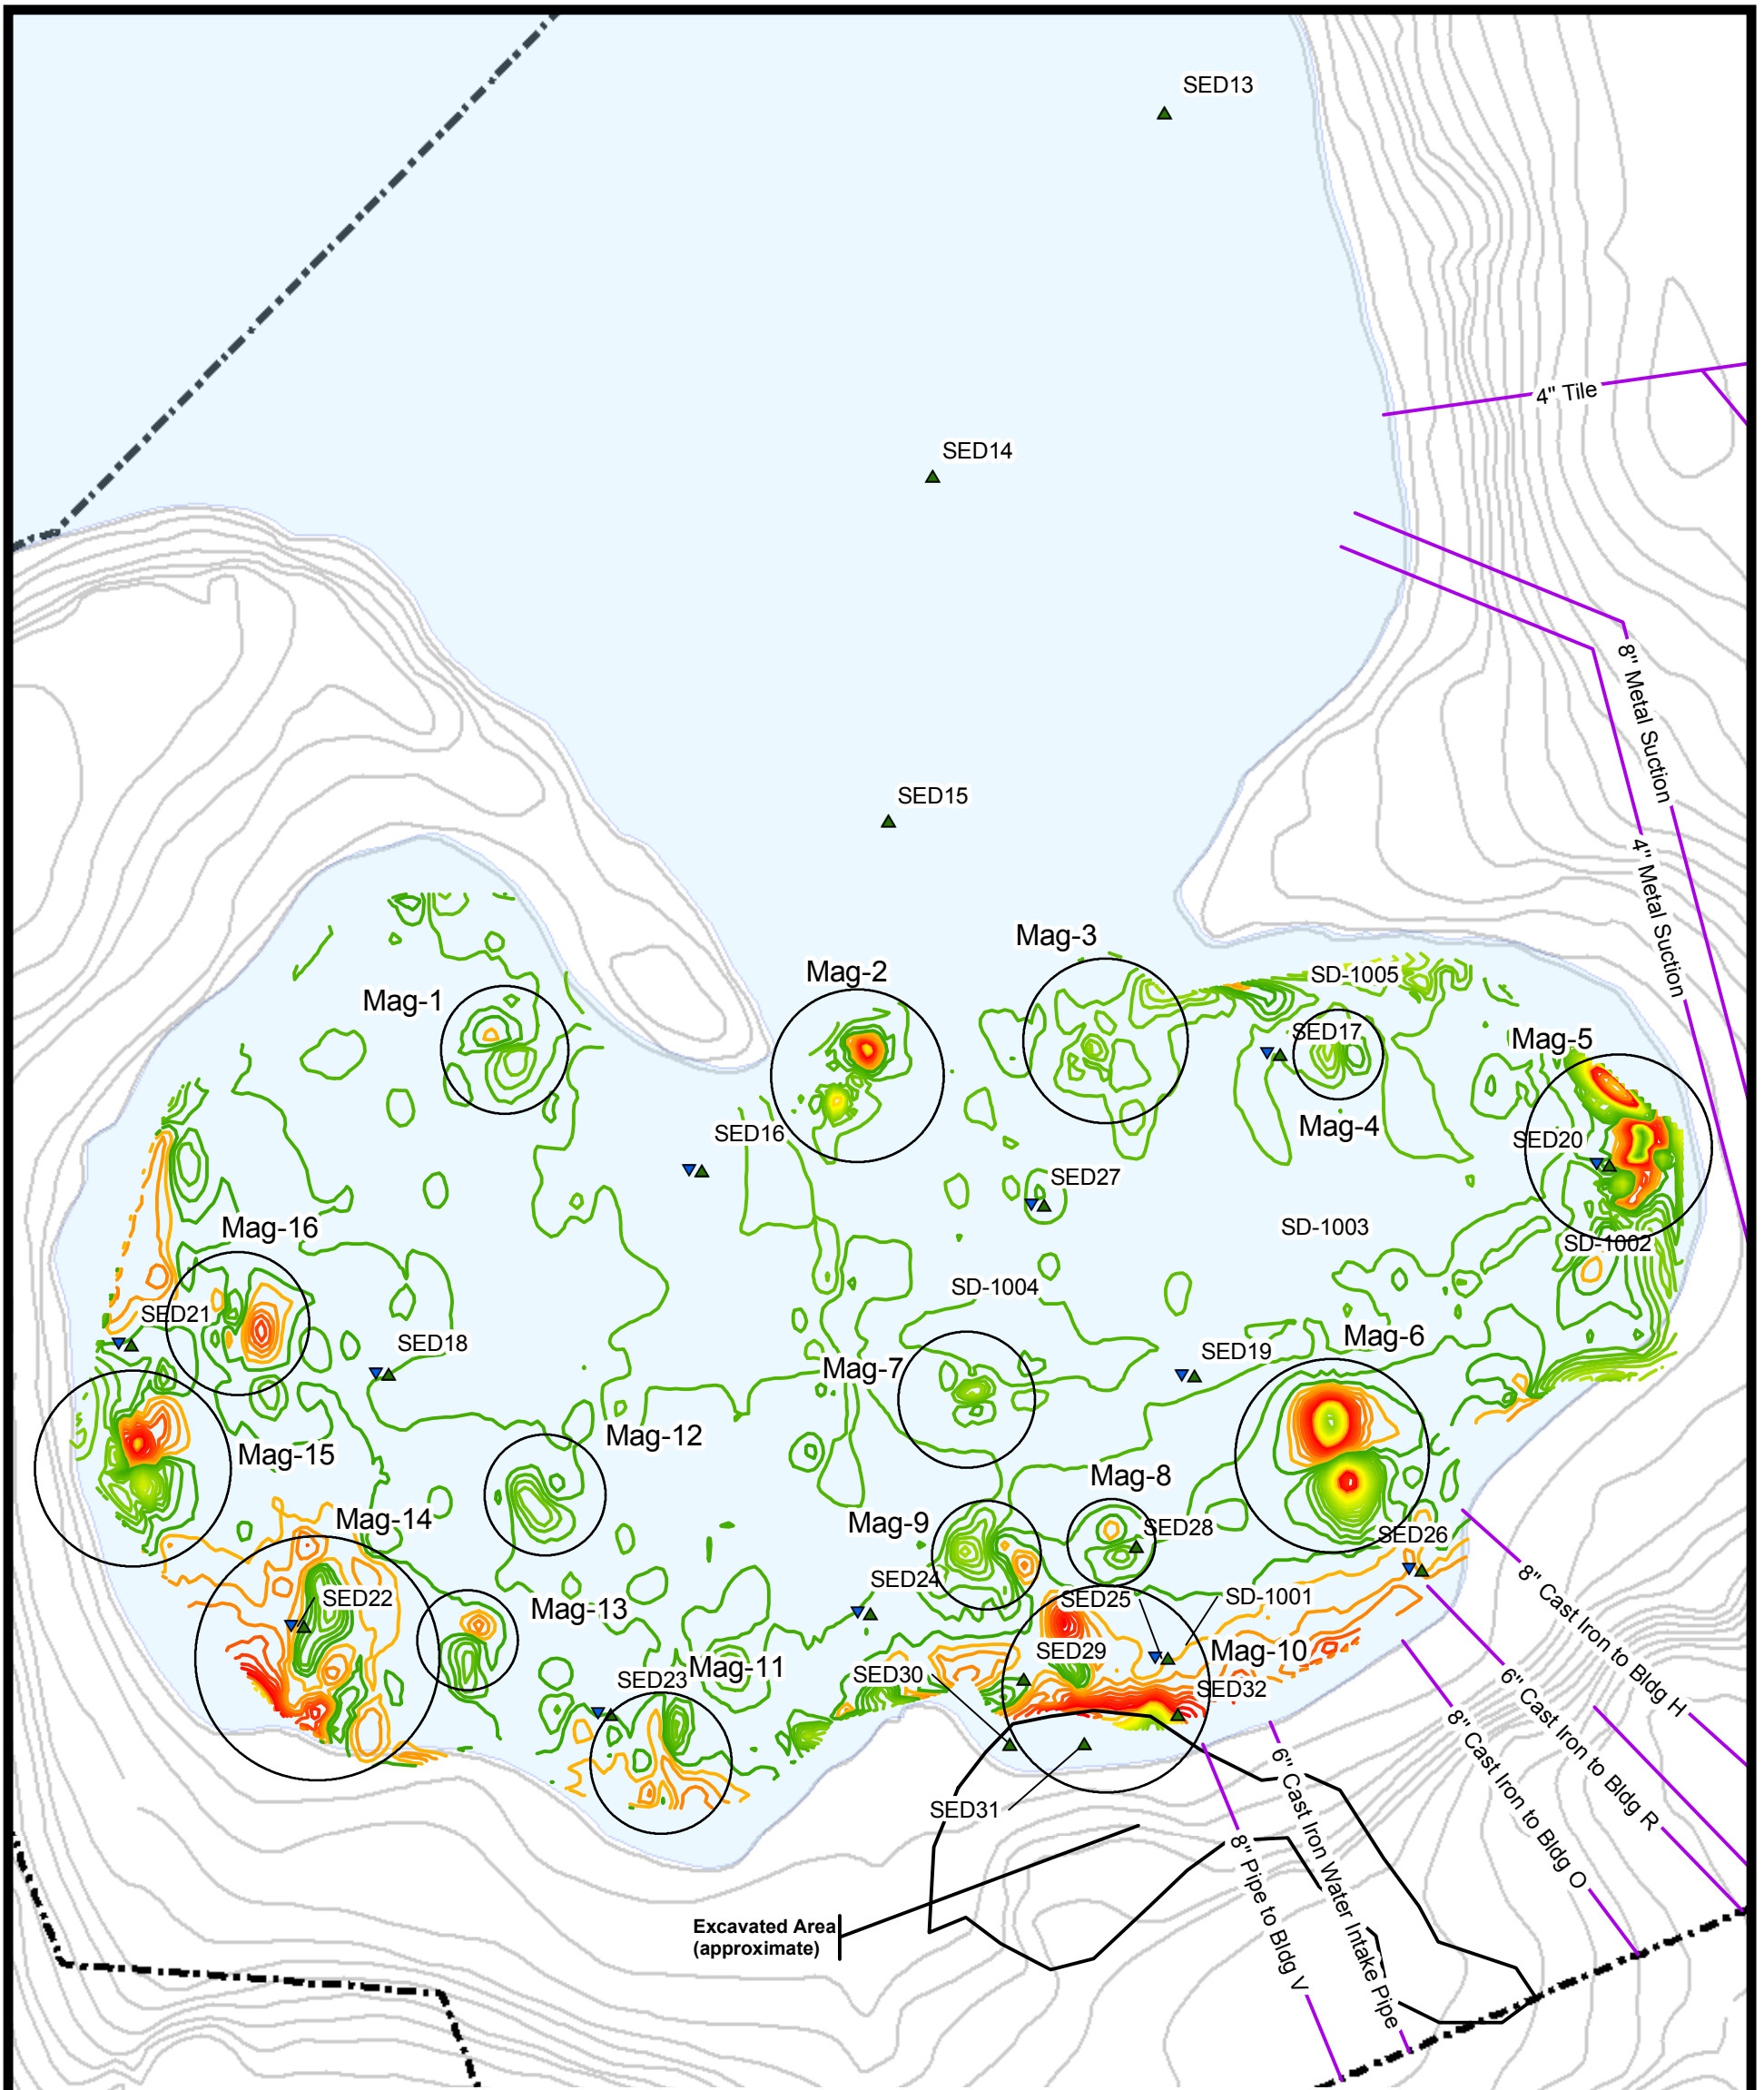 SED13
4" Tile
SED14
8" Metal Suction
SED15
4" Metal Suction
Mag-3
Mag-2
SD-1005
Mag-1
SED17
Mag-5
Mag-4
SED16
SED20
SED27
Mag-16
SD-1003
SD-1002
SD-1004
SED21
SED18
SED19
Mag-6
Mag-7
Mag-12
Mag-15
Mag-8
Mag-14
Mag-9
SED28
SED26
SED24
8" Cast Iron to Bldg H
SED22
SED25
SD-1001
Mag-13
SED29
Mag-10
Mag-11
SED23
SED30
SED32
6" Cast Iron to Bldg R
8" Cast Iron to Bldg O
SED31
6" Cast Iron Water Intake Pipe
8" Pipe to Bldg V
Excavated Area
(approximate)